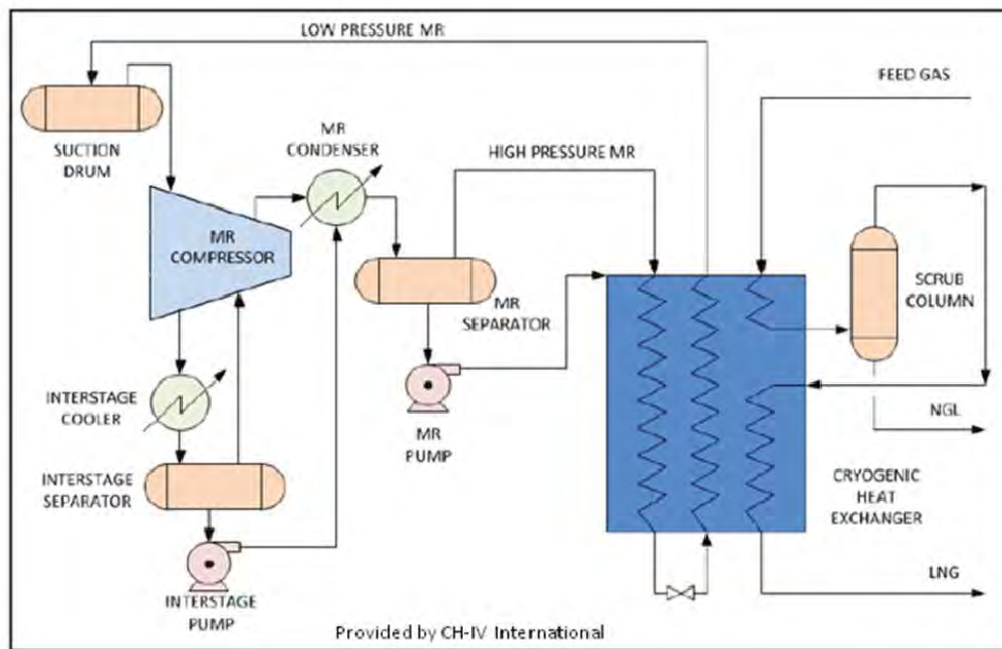 LOW PRESSURE MR
FEED GAS
SUCTION
DRUM
MR
CONDENSER
HIGH PRESSURE MR
MR
COMPRESSOR
SCRUB
COLUMN
MR
SEPARATOR
INTERSTAGE
COOLER
MR
PUMP
NGL
INTERSTAGE
SEPARATOR
CRYOGENIC
HEAT
EXCHANGER
LNG
INTERSTAGE
PUMP
Provided by CH-IV International